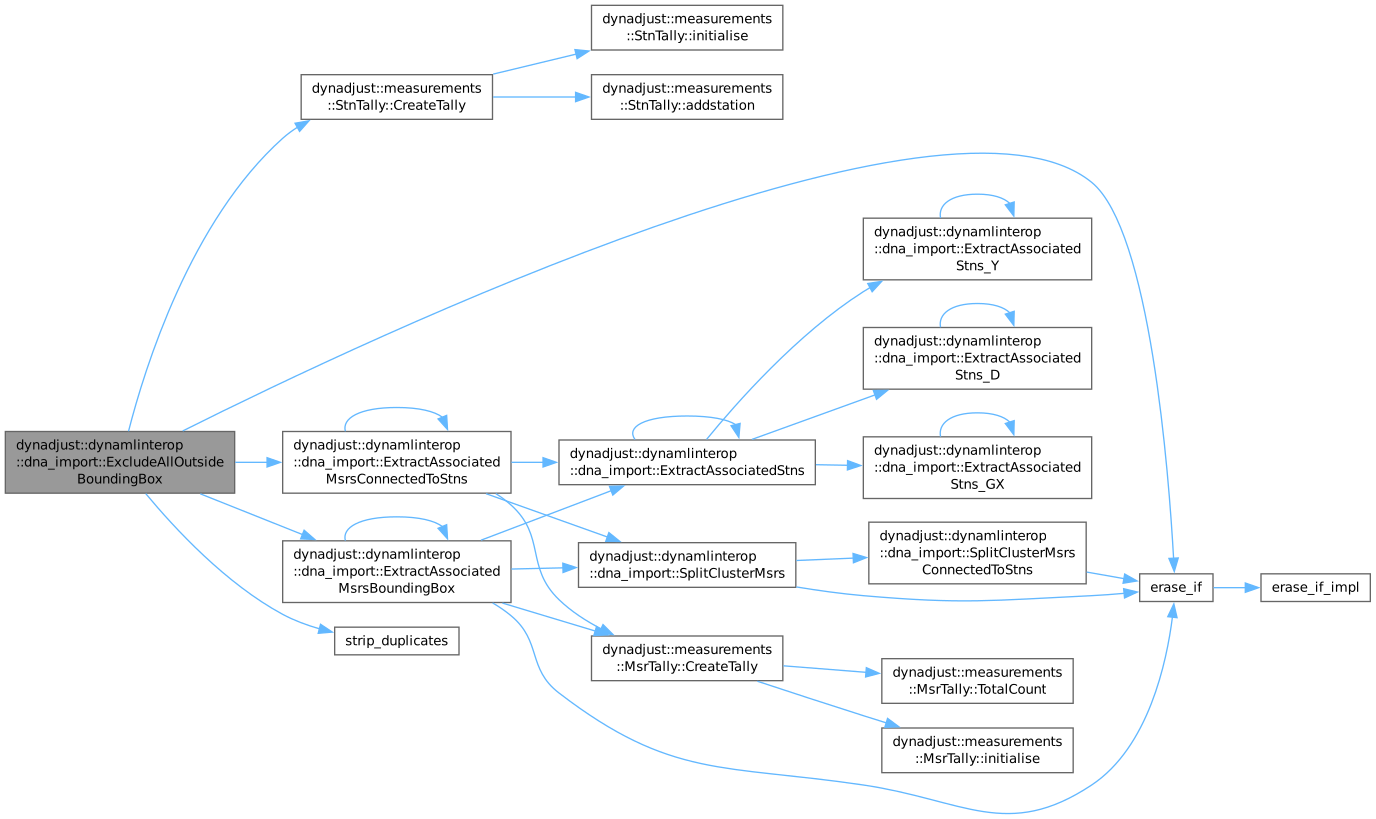 dynadjust::measurements
::StnTally::initialise
dynadjust::measurements
::StnTally::CreateTally
dynadjust::measurements
::StnTally::addstation
dynadjust::dynamlinterop
::dna_import::ExtractAssociated
Stns_Y
dynadjust::dynamlinterop
::dna_import::ExtractAssociated
Stns_D
dynadjust::dynamlinterop
::dna_import::ExcludeAllOutside
BoundingBox
dynadjust::dynamlinterop
::dna_import::ExtractAssociated
MsrsConnectedToStns
dynadjust::dynamlinterop
::dna_import::ExtractAssociatedStns
dynadjust::dynamlinterop
::dna_import::ExtractAssociated
Stns_GX
dynadjust::dynamlinterop
::dna_import::ExtractAssociated
MsrsBoundingBox
dynadjust::dynamlinterop
::dna_import::SplitClusterMsrs
dynadjust::dynamlinterop
::dna_import::SplitClusterMsrs
ConnectedToStns
erase_if
erase_if_impl
strip_duplicates
dynadjust::measurements
::MsrTally::CreateTally
dynadjust::measurements
::MsrTally::TotalCount
dynadjust::measurements
::MsrTally::initialise